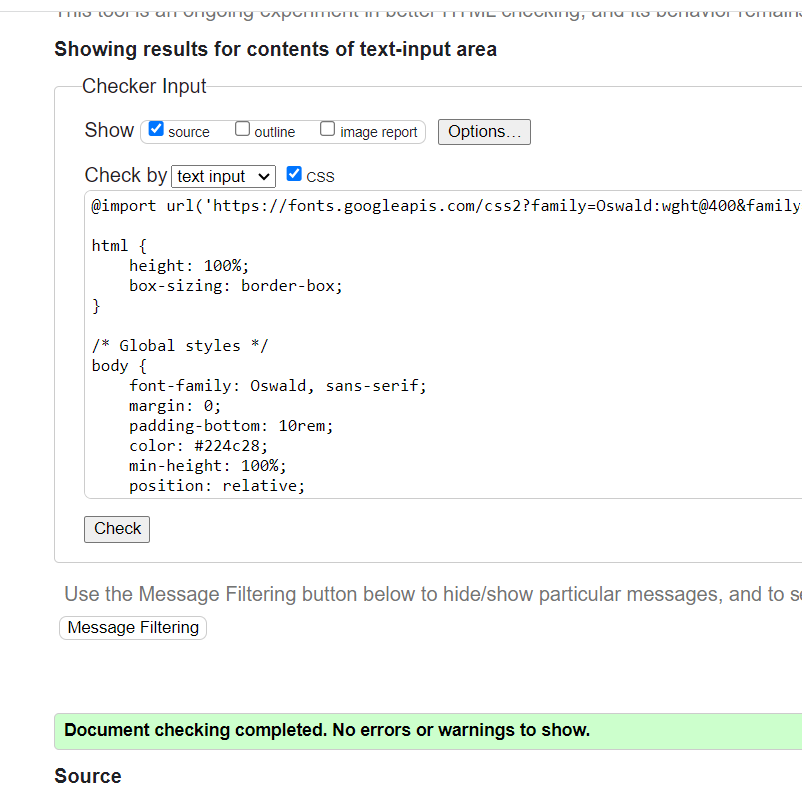 This tool is an ongoing experiment in better HTML checking, and its behavior remains
Showing results for contents of text-input area
Checker Input
Show source outline image report Options...
Check by text input CSS
@import url('https://fonts.googleapis.com/css2?family=Oswald:wght@400&family
html {
    height: 100%;
    box-sizing: border-box;
}
/* Global styles */
body {
    font-family: Oswald, sans-serif;
    margin: 0;
    padding-bottom: 10rem;
    color: #224c28;
    min-height: 100%;
    position: relative;
Check
Use the Message Filtering button below to hide/show particular messages, and to s
Message Filtering
Document checking completed. No errors or warnings to show.
Source